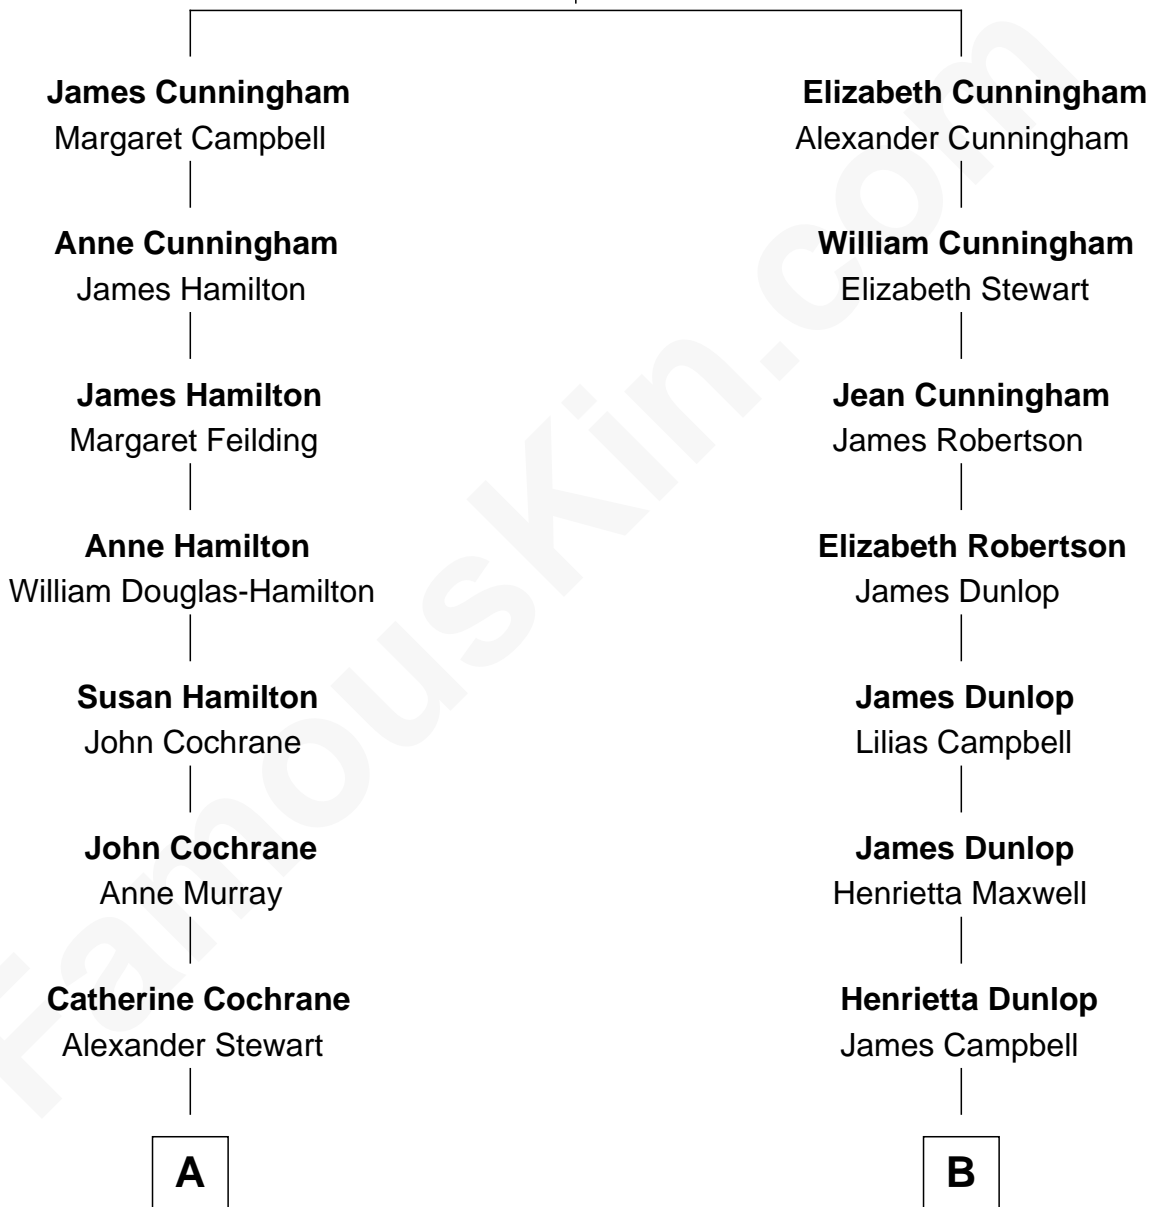 James Cunningham
Margaret Campbell
Anne Cunningham
James Hamilton
James Hamilton
Margaret Feilding
Anne Hamilton
William Douglas-Hamilton
Susan Hamilton
John Cochrane
John Cochrane
Anne Murray
Catherine Cochrane
Alexander Stewart
A
Elizabeth Cunningham
Alexander Cunningham
William Cunningham
Elizabeth Stewart
Jean Cunningham
James Robertson
Elizabeth Robertson
James Dunlop
James Dunlop
Lilias Campbell
James Dunlop
Henrietta Maxwell
Henrietta Dunlop
James Campbell
B
FamousKin.com